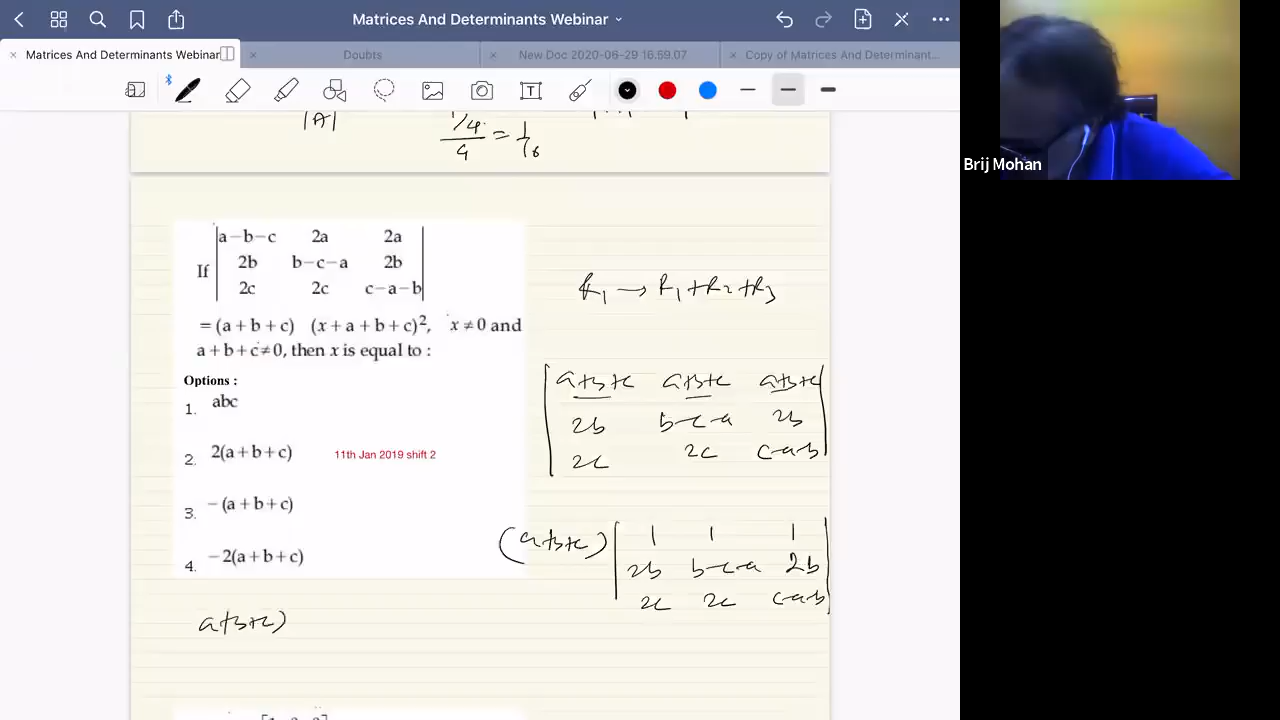 Matrices And Determinants Webinar
Matrices And Determinants Webinar
Doubts
New Doc 2020-06-29 16.59.07
Copy of Matrices And Determinant...
T
|A|
1/4
4
= 1/16
If
a−b−c 2a 2a
2b b−c−a 2b
2c 2c c−a−b
= (a+b+c) (x+a+b+c)², x≠0 and
a+b+c≠0, then x is equal to :
Options :
1. abc
2. 2(a+b+c)
11th Jan 2019 shift 2
3. −(a+b+c)
4. −2(a+b+c)
a+b+c)
R₁ → R₁+R₂+R₃
a+b+c a+b+c a+b+c
2b b-c-a 2b
2c 2c c-a-b
(a+b+c)
1 1 1
2b b-c-a 2b
2c 2c c-a-b
Brij Mohan